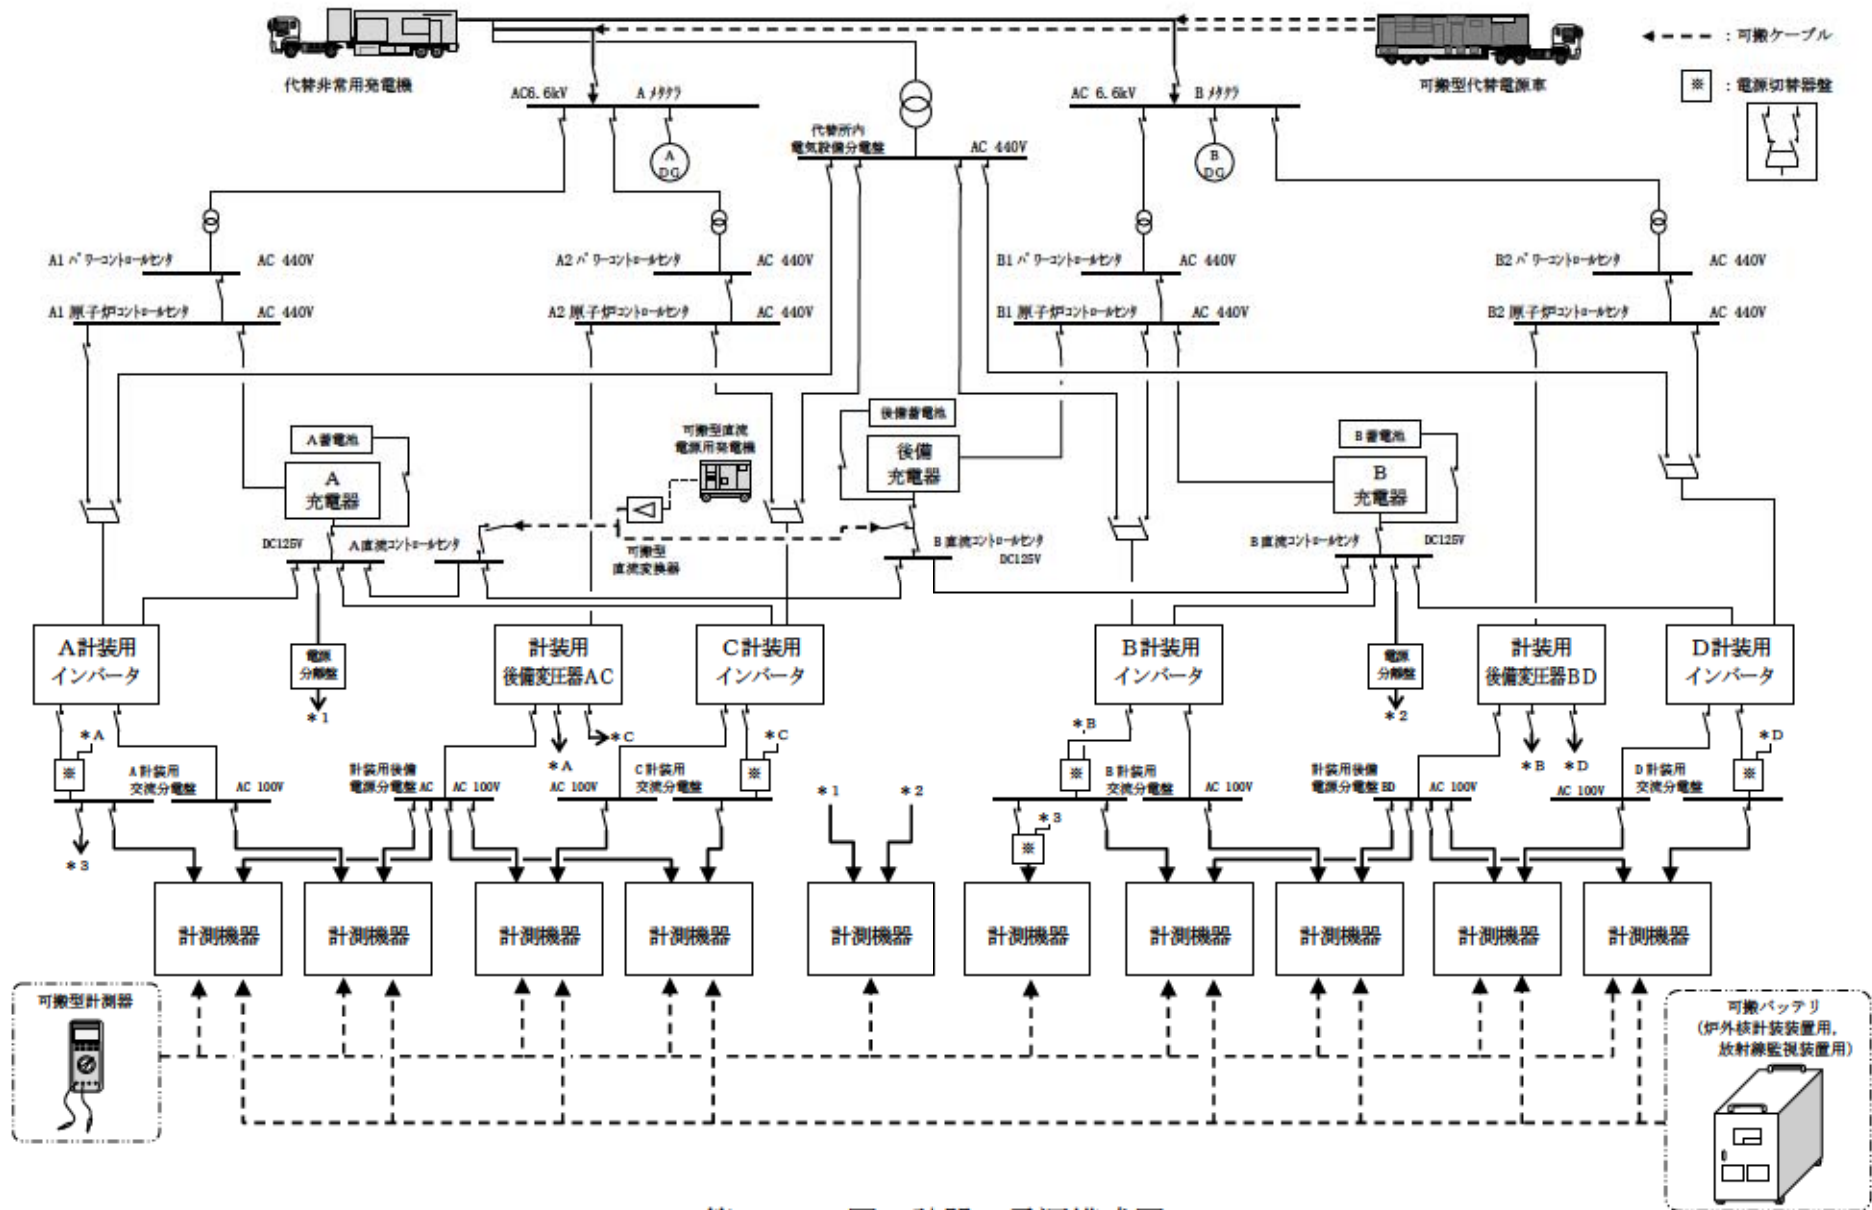 代替非常用発電機
可搬型代替電源車
：可搬ケーブル
※
：電源切替器盤
AC6.6kV
A メタクラ
AC 6.6kV
B メタクラ
代替所内
電気設備分電盤
AC 440V
A
DG
B
DG
A1 パワーコントロールセンタ
AC 440V
A2 パワーコントロールセンタ
AC 440V
B1 パワーコントロールセンタ
AC 440V
B2 パワーコントロールセンタ
AC 440V
A1 原子炉コントロールセンタ
AC 440V
A2 原子炉コントロールセンタ
AC 440V
B1 原子炉コントロールセンタ
AC 440V
B2 原子炉コントロールセンタ
AC 440V
A蓄電池
A
充電器
可搬型直流
電源用発電機
後備蓄電池
後備
充電器
B蓄電池
B
充電器
DC125V
A直流コントロールセンタ
可搬型
直流変換器
B直流コントロールセンタ
DC125V
B直流コントロールセンタ
DC125V
A計装用
インバータ
電源
分離盤
＊1
計装用
後備変圧器AC
C計装用
インバータ
B計装用
インバータ
電源
分離盤
＊2
計装用
後備変圧器BD
D計装用
インバータ
＊A
※
＊A
＊C
＊C
※
＊B
※
＊B
＊D
＊D
※
A計装用
交流分電盤
AC 100V
計装用後備
電源分電盤 AC
AC 100V
AC 100V
C計装用
交流分電盤
＊1
＊2
B計装用
交流分電盤
AC 100V
計装用後備
電源分電盤 BD
AC 100V
AC 100V
D計装用
交流分電盤
＊3
＊3
※
計測機器
計測機器
計測機器
計測機器
計測機器
計測機器
計測機器
計測機器
計測機器
計測機器
可搬型計測器
可搬バッテリ
(炉外核計装装置用,
放射線監視装置用)